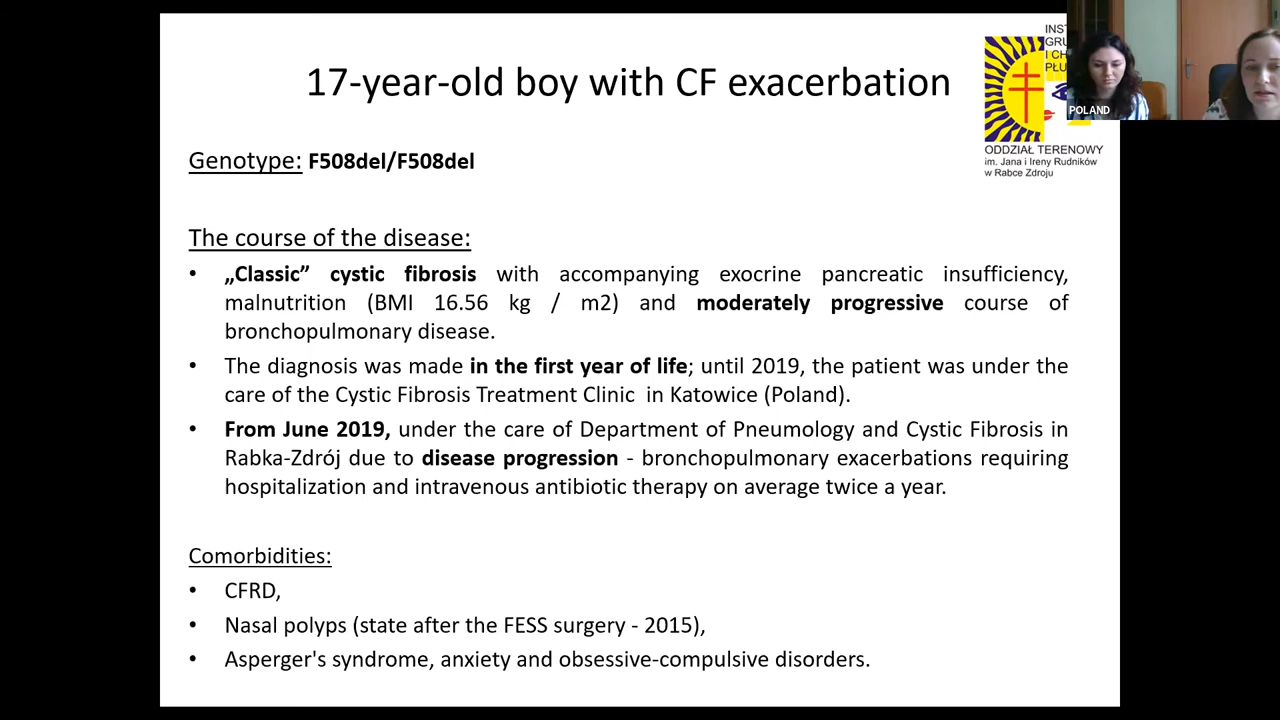 17-year-old boy with CF exacerbation
INST
GRU
I CH
PŁU
POLAND
ODDZIAŁ TERENOWY
im. Jana i Ireny Rudników
w Rabce Zdroju
Genotype: F508del/F508del
The course of the disease:
• „Classic” cystic fibrosis with accompanying exocrine pancreatic insufficiency,
malnutrition (BMI 16.56 kg / m2) and moderately progressive course of
bronchopulmonary disease.
• The diagnosis was made in the first year of life; until 2019, the patient was under the
care of the Cystic Fibrosis Treatment Clinic in Katowice (Poland).
• From June 2019, under the care of Department of Pneumology and Cystic Fibrosis in
Rabka-Zdrój due to disease progression - bronchopulmonary exacerbations requiring
hospitalization and intravenous antibiotic therapy on average twice a year.
Comorbidities:
• CFRD,
• Nasal polyps (state after the FESS surgery - 2015),
• Asperger's syndrome, anxiety and obsessive-compulsive disorders.